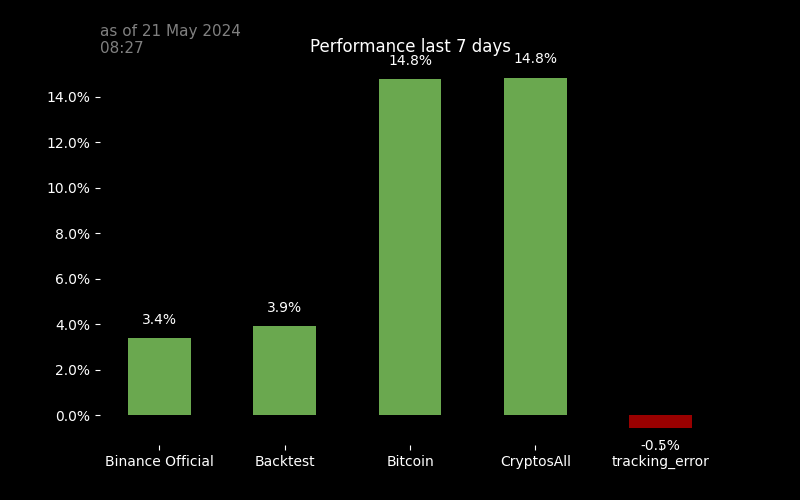 as of 21 May 2024
08:27
Performance last 7 days
14.8%
14.8%
14.0%
12.0%
10.0%
8.0%
6.0%
4.0%
2.0%
0.0%
3.4%
3.9%
-0.5%
Binance Official
Backtest
Bitcoin
CryptosAll
tracking_error